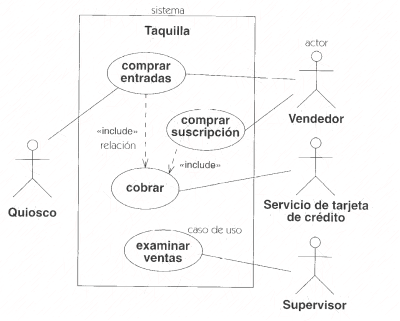 sistema
Taquilla
actor
comprar
entradas
comprar
suscripción
Vendedor
«include»
relación
«include»
cobrar
Quiosco
Servicio de tarjeta
de crédito
caso de uso
examinar
ventas
Supervisor